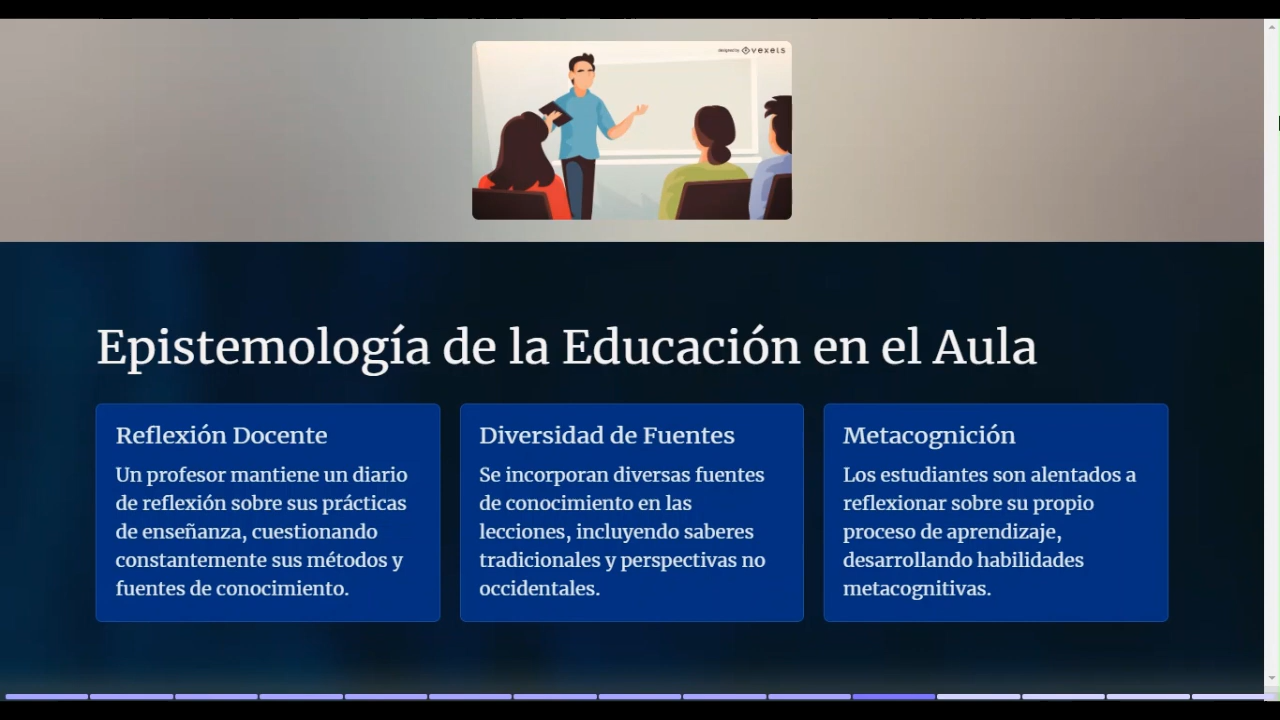 designed by vexels
Epistemología de la Educación en el Aula
Reflexión Docente
Un profesor mantiene un diario
de reflexión sobre sus prácticas
de enseñanza, cuestionando
constantemente sus métodos y
fuentes de conocimiento.
Diversidad de Fuentes
Se incorporan diversas fuentes
de conocimiento en las
lecciones, incluyendo saberes
tradicionales y perspectivas no
occidentales.
Metacognición
Los estudiantes son alentados a
reflexionar sobre su propio
proceso de aprendizaje,
desarrollando habilidades
metacognitivas.